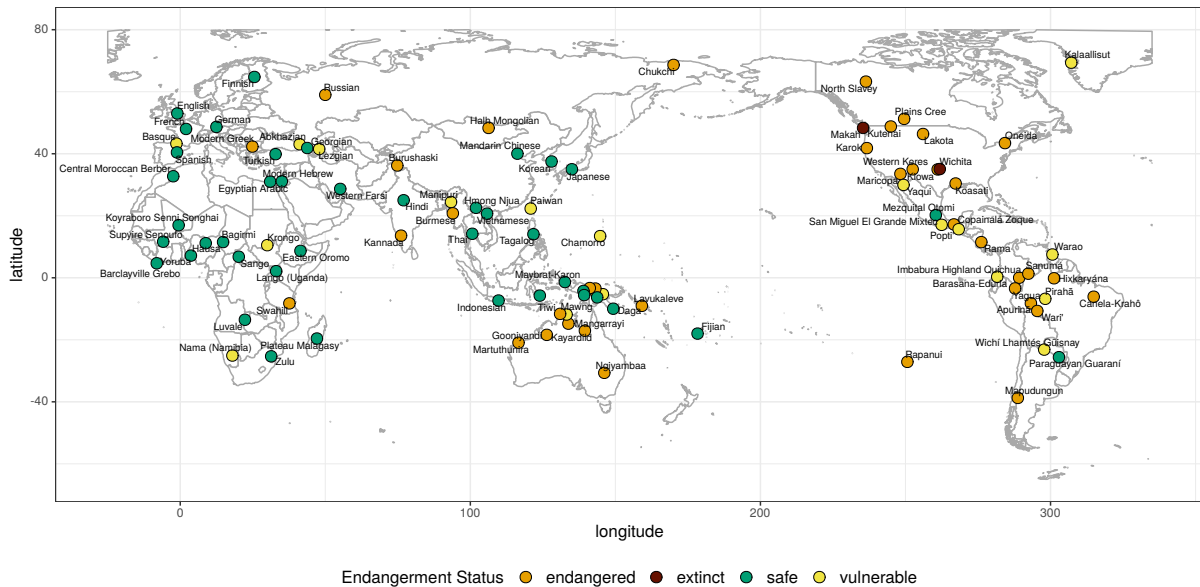 80
40
0
-40
latitude
0
100
200
300
longitude
Kalaallisut
Chukchi
Finnish
North Slavey
Russian
English
Plains Cree
French
German
Halh Mongolian
Makah
Kutenai
Lakota
Oneida
Basque
Modern Greek
Abkhazian
Georgian
Mandarin Chinese
Karok
Spanish
Turkish
Lezgian
Burushaski
Korean
Japanese
Western Keres
Wichita
Central Moroccan Berber
Modern Hebrew
Maricopa
Kiowa
Koasati
Egyptian Arabic
Western Farsi
Hindi
Manipuri
Hmong Njua
Paiwan
Yaqui
Mezquital Otomi
Koyraboro Senni Songhai
Burmese
Vietnamese
San Miguel El Grande Mixtec
Copainalá Zoque
Supyire Senoufo
Bagirmi
Krongo
Kannada
Thai
Tagalog
Chamorro
Popti
Rama
Hausa
Yoruba
Sango
Eastern Oromo
Warao
Barclayville Grebo
Lango (Uganda)
Maybrat-Karon
Imbabura Highland Quichua
Sanumá
Barasana-Eduria
Hixkaryána
Swahili
Indonesian
Tiwi
Mawng
Lavukaleve
Daga
Yagua
Pirahã
Canela-Krahô
Apurinã
Wari'
Luvale
Mangarrayi
Gooniyandi
Kayardild
Fijian
Nama (Namibia)
Plateau Malagasy
Zulu
Martuthunira
Rapanui
Wichí Lhamtés Güisnay
Paraguayan Guaraní
Ngiyambaa
Mapudungun
Endangerment Status
endangered
extinct
safe
vulnerable